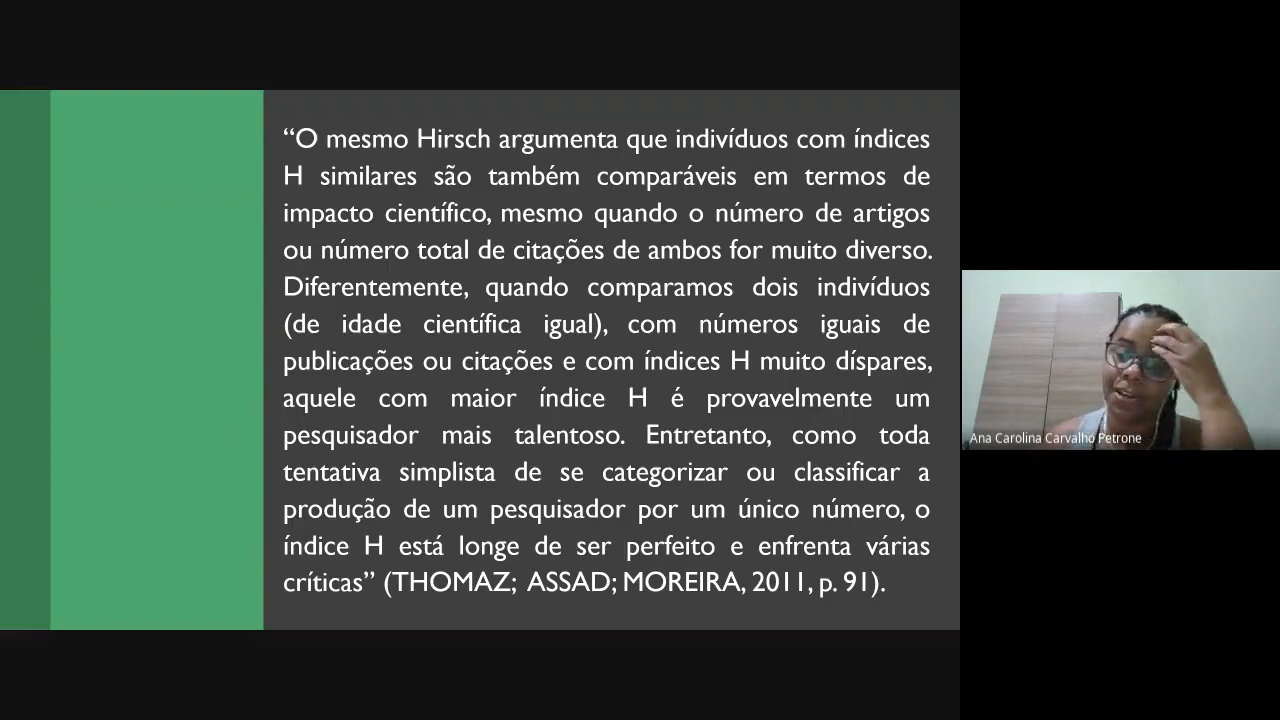 “O mesmo Hirsch argumenta que indivíduos com índices
H similares são também comparáveis em termos de
impacto científico, mesmo quando o número de artigos
ou número total de citações de ambos for muito diverso.
Diferentemente, quando comparamos dois indivíduos
(de idade científica igual), com números iguais de
publicações ou citações e com índices H muito díspares,
aquele com maior índice H é provavelmente um
pesquisador mais talentoso. Entretanto, como toda
tentativa simplista de se categorizar ou classificar a
produção de um pesquisador por um único número, o
índice H está longe de ser perfeito e enfrenta várias
críticas” (THOMAZ; ASSAD; MOREIRA, 2011, p. 91).
Ana Carolina Carvalho Petrone